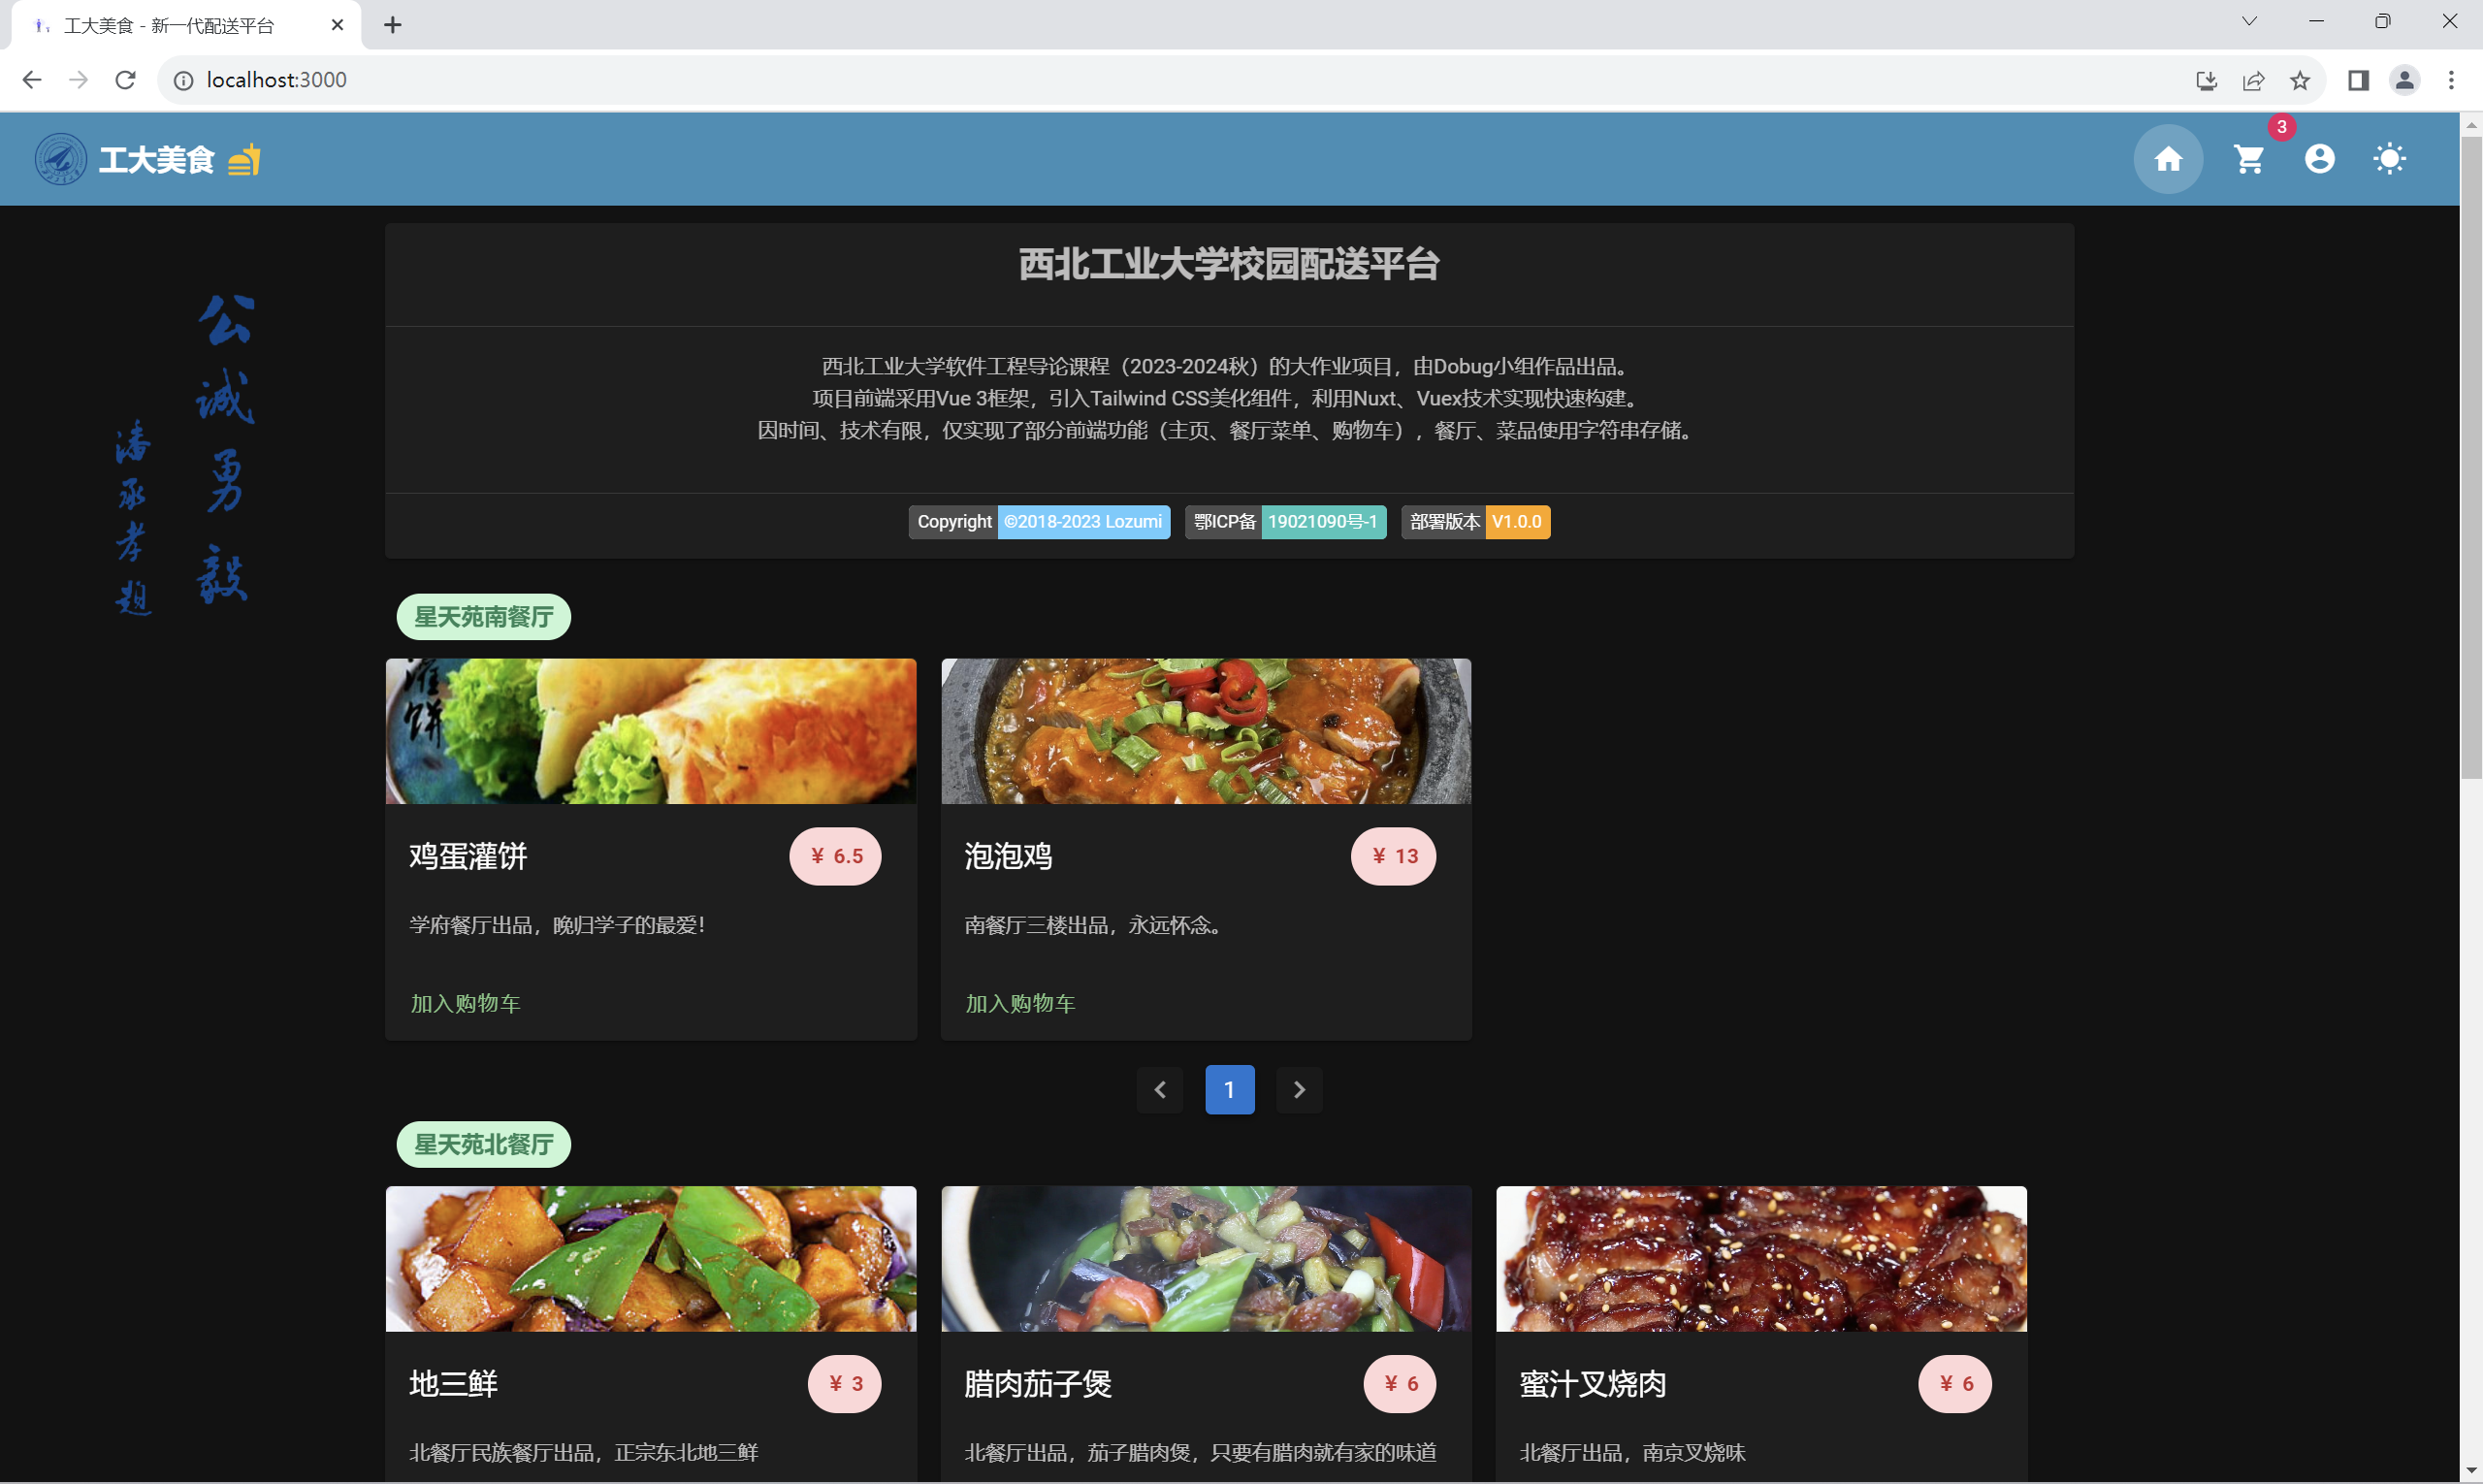 工大美食 - 新一代配送平台
localhost:3000
工大美食
3
西北工业大学校园配送平台
公诚勇毅
潘承孝题
西北工业大学软件工程导论课程（2023-2024秋）的大作业项目，由Dobug小组作品出品。
项目前端采用Vue 3框架，引入Tailwind CSS美化组件，利用Nuxt、Vuex技术实现快速构建。
因时间、技术有限，仅实现了部分前端功能（主页、餐厅菜单、购物车），餐厅、菜品使用字符串存储。
Copyright ©2018-2023 Lozumi 鄂ICP备 19021090号-1 部署版本 V1.0.0
星天苑南餐厅
灌饼
鸡蛋灌饼 ¥ 6.5
学府餐厅出品，晚归学子的最爱！
加入购物车
泡泡鸡 ¥ 13
南餐厅三楼出品，永远怀念。
加入购物车
1
星天苑北餐厅
地三鲜 ¥ 3
北餐厅民族餐厅出品，正宗东北地三鲜
腊肉茄子煲 ¥ 6
北餐厅出品，茄子腊肉煲，只要有腊肉就有家的味道
蜜汁叉烧肉 ¥ 6
北餐厅出品，南京叉烧味